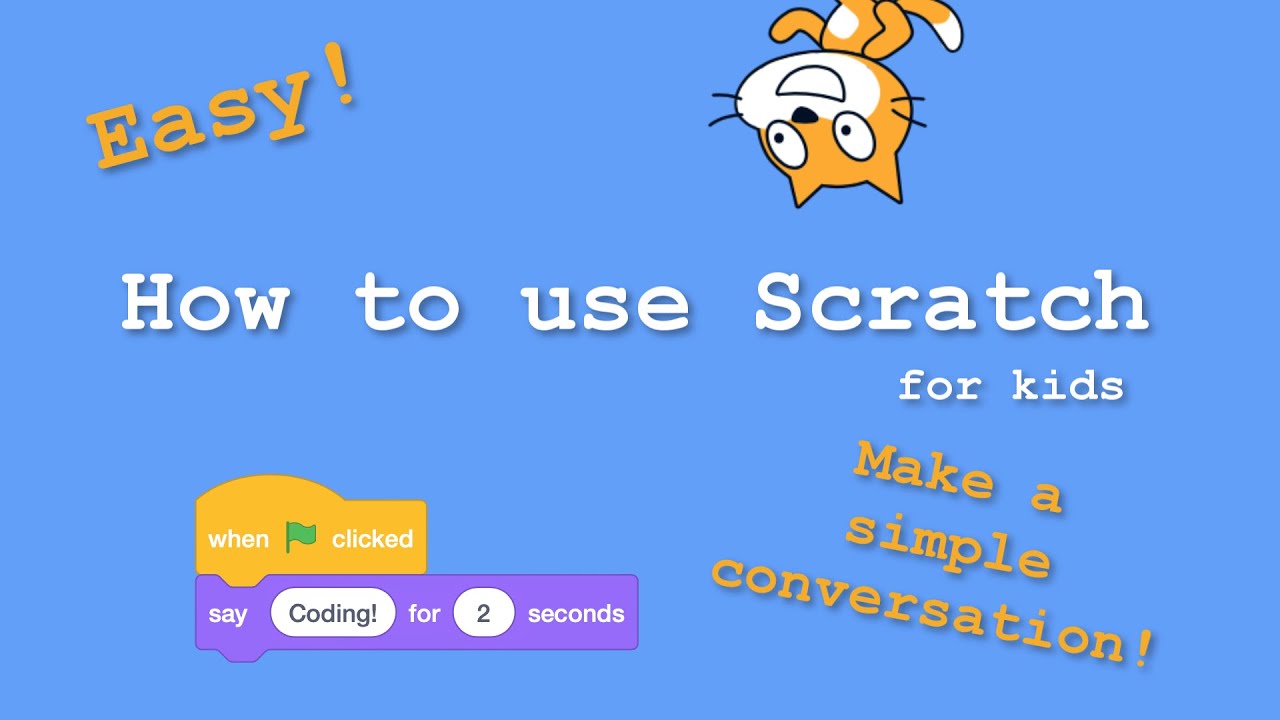 Easy!
How to use Scratch
for kids
Make a
simple
conversation!
when clicked
say Coding! for 2 seconds